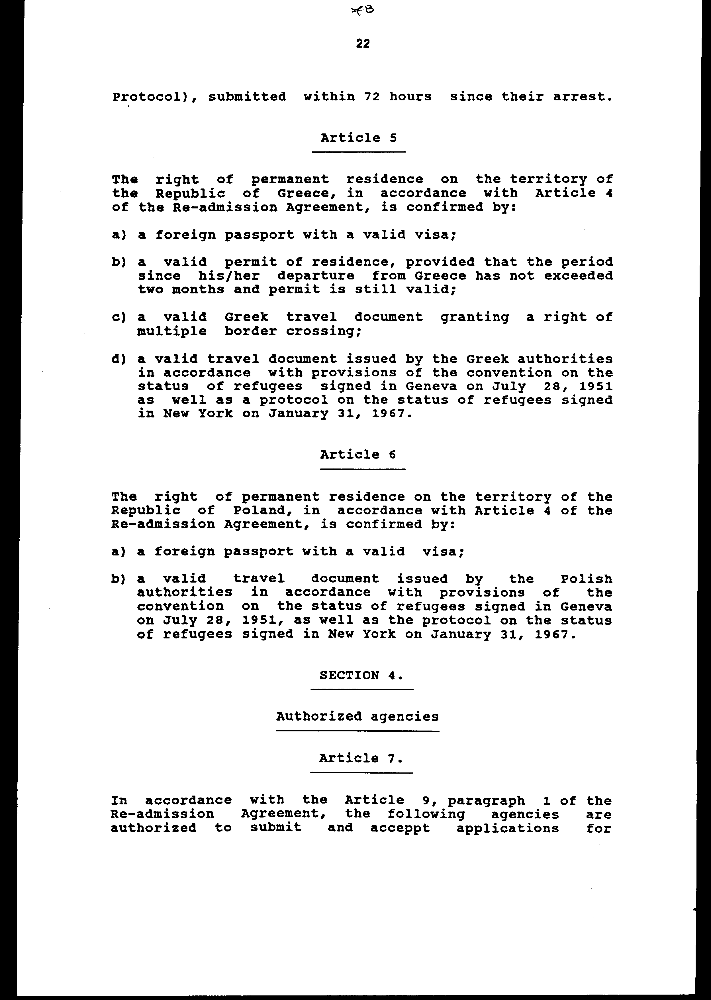 22
Protocol), submitted within 72 hours since their arrest.
Article 5
The right of permanent residence on the territory of
the Republic of Greece, in accordance with Article 4
of the Re-admission Agreement, is confirmed by:
a) a foreign passport with a valid visa;
b) a valid permit of residence, provided that the period
since his/her departure from Greece has not exceeded
two months and permit is still valid;
c) a valid Greek travel document granting a right of
multiple border crossing;
d) a valid travel document issued by the Greek authorities
in accordance with provisions of the convention on the
status of refugees signed in Geneva on July 28, 1951
as well as a protocol on the status of refugees signed
in New York on January 31, 1967.
Article 6
The right of permanent residence on the territory of the
Republic of Poland, in accordance with Article 4 of the
Re-admission Agreement, is confirmed by:
a) a foreign passport with a valid visa;
b) a valid travel document issued by the Polish
authorities in accordance with provisions of the
convention on the status of refugees signed in Geneva
on July 28, 1951, as well as the protocol on the status
of refugees signed in New York on January 31, 1967.
SECTION 4.
Authorized agencies
Article 7.
In accordance with the Article 9, paragraph 1 of the
Re-admission Agreement, the following agencies are
authorized to submit and acceppt applications for